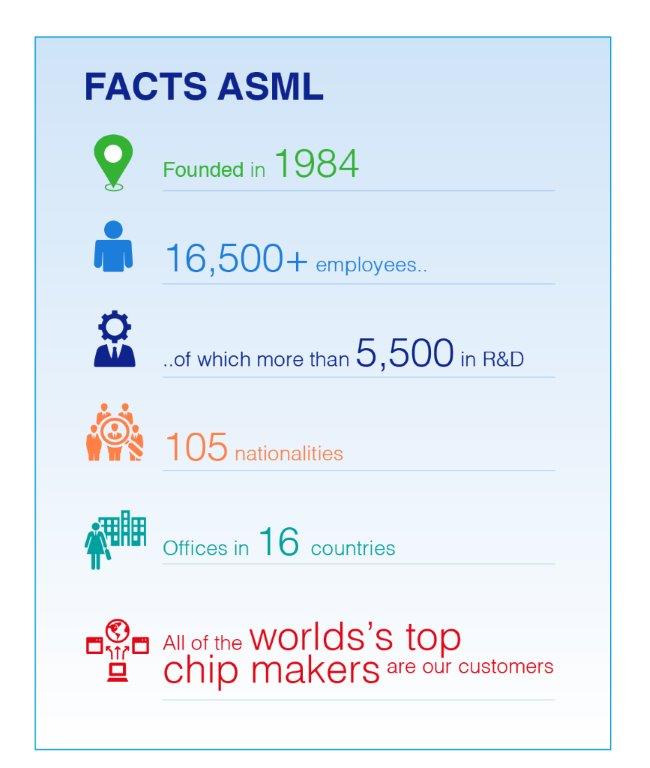 FACTS ASML
Founded in 1984
16,500+ employees..
..of which more than 5,500 in R&D
105 nationalities
Offices in 16 countries
All of the worlds's top
chip makers are our customers